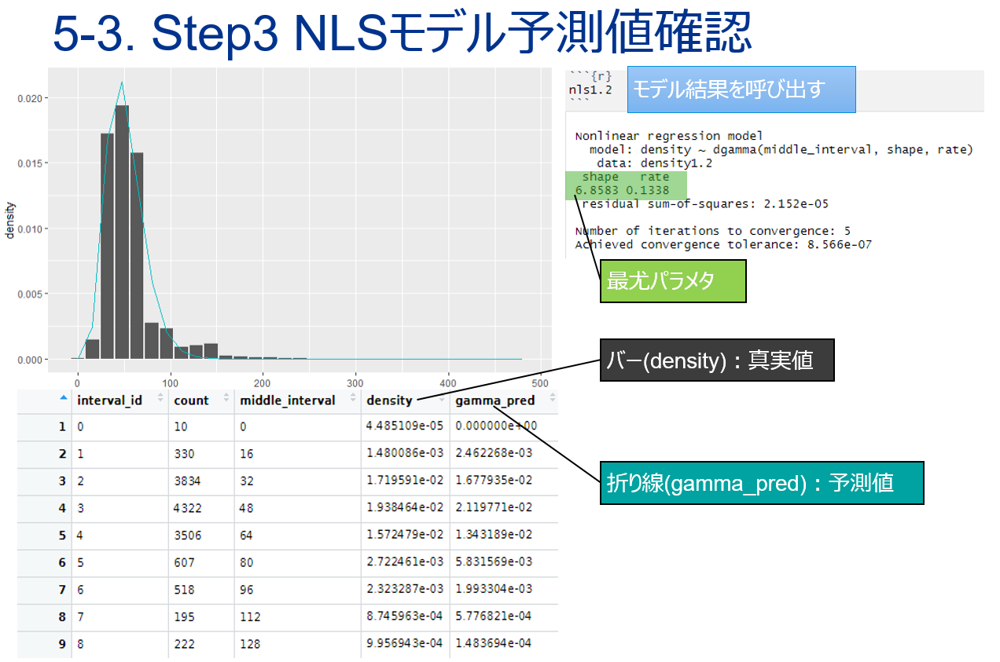 5-3. Step3 NLSモデル予測値確認
```{r}
nls1.2
```
モデル結果を呼び出す
Nonlinear regression model
model: density ~ dgamma(middle_interval, shape, rate)
data: density1.2
shape rate
6.8583 0.1338
residual sum-of-squares: 2.152e-05
Number of iterations to convergence: 5
Achieved convergence tolerance: 8.566e-07
最尤パラメタ
バー(density)：真実値
折り線(gamma_pred)：予測値
density
0.020
0.015
0.010
0.005
0.000
0 100 200 300 400 500
interval_id count middle_interval density gamma_pred
1 0 10 0 4.485109e-05 0.000000e+00
2 1 330 16 1.480086e-03 2.462268e-03
3 2 3834 32 1.719591e-02 1.677935e-02
4 3 4322 48 1.938464e-02 2.119771e-02
5 4 3506 64 1.572479e-02 1.343189e-02
6 5 607 80 2.722461e-03 5.831569e-03
7 6 518 96 2.323287e-03 1.993304e-03
8 7 195 112 8.745963e-04 5.776821e-04
9 8 222 128 9.956943e-04 1.483694e-04